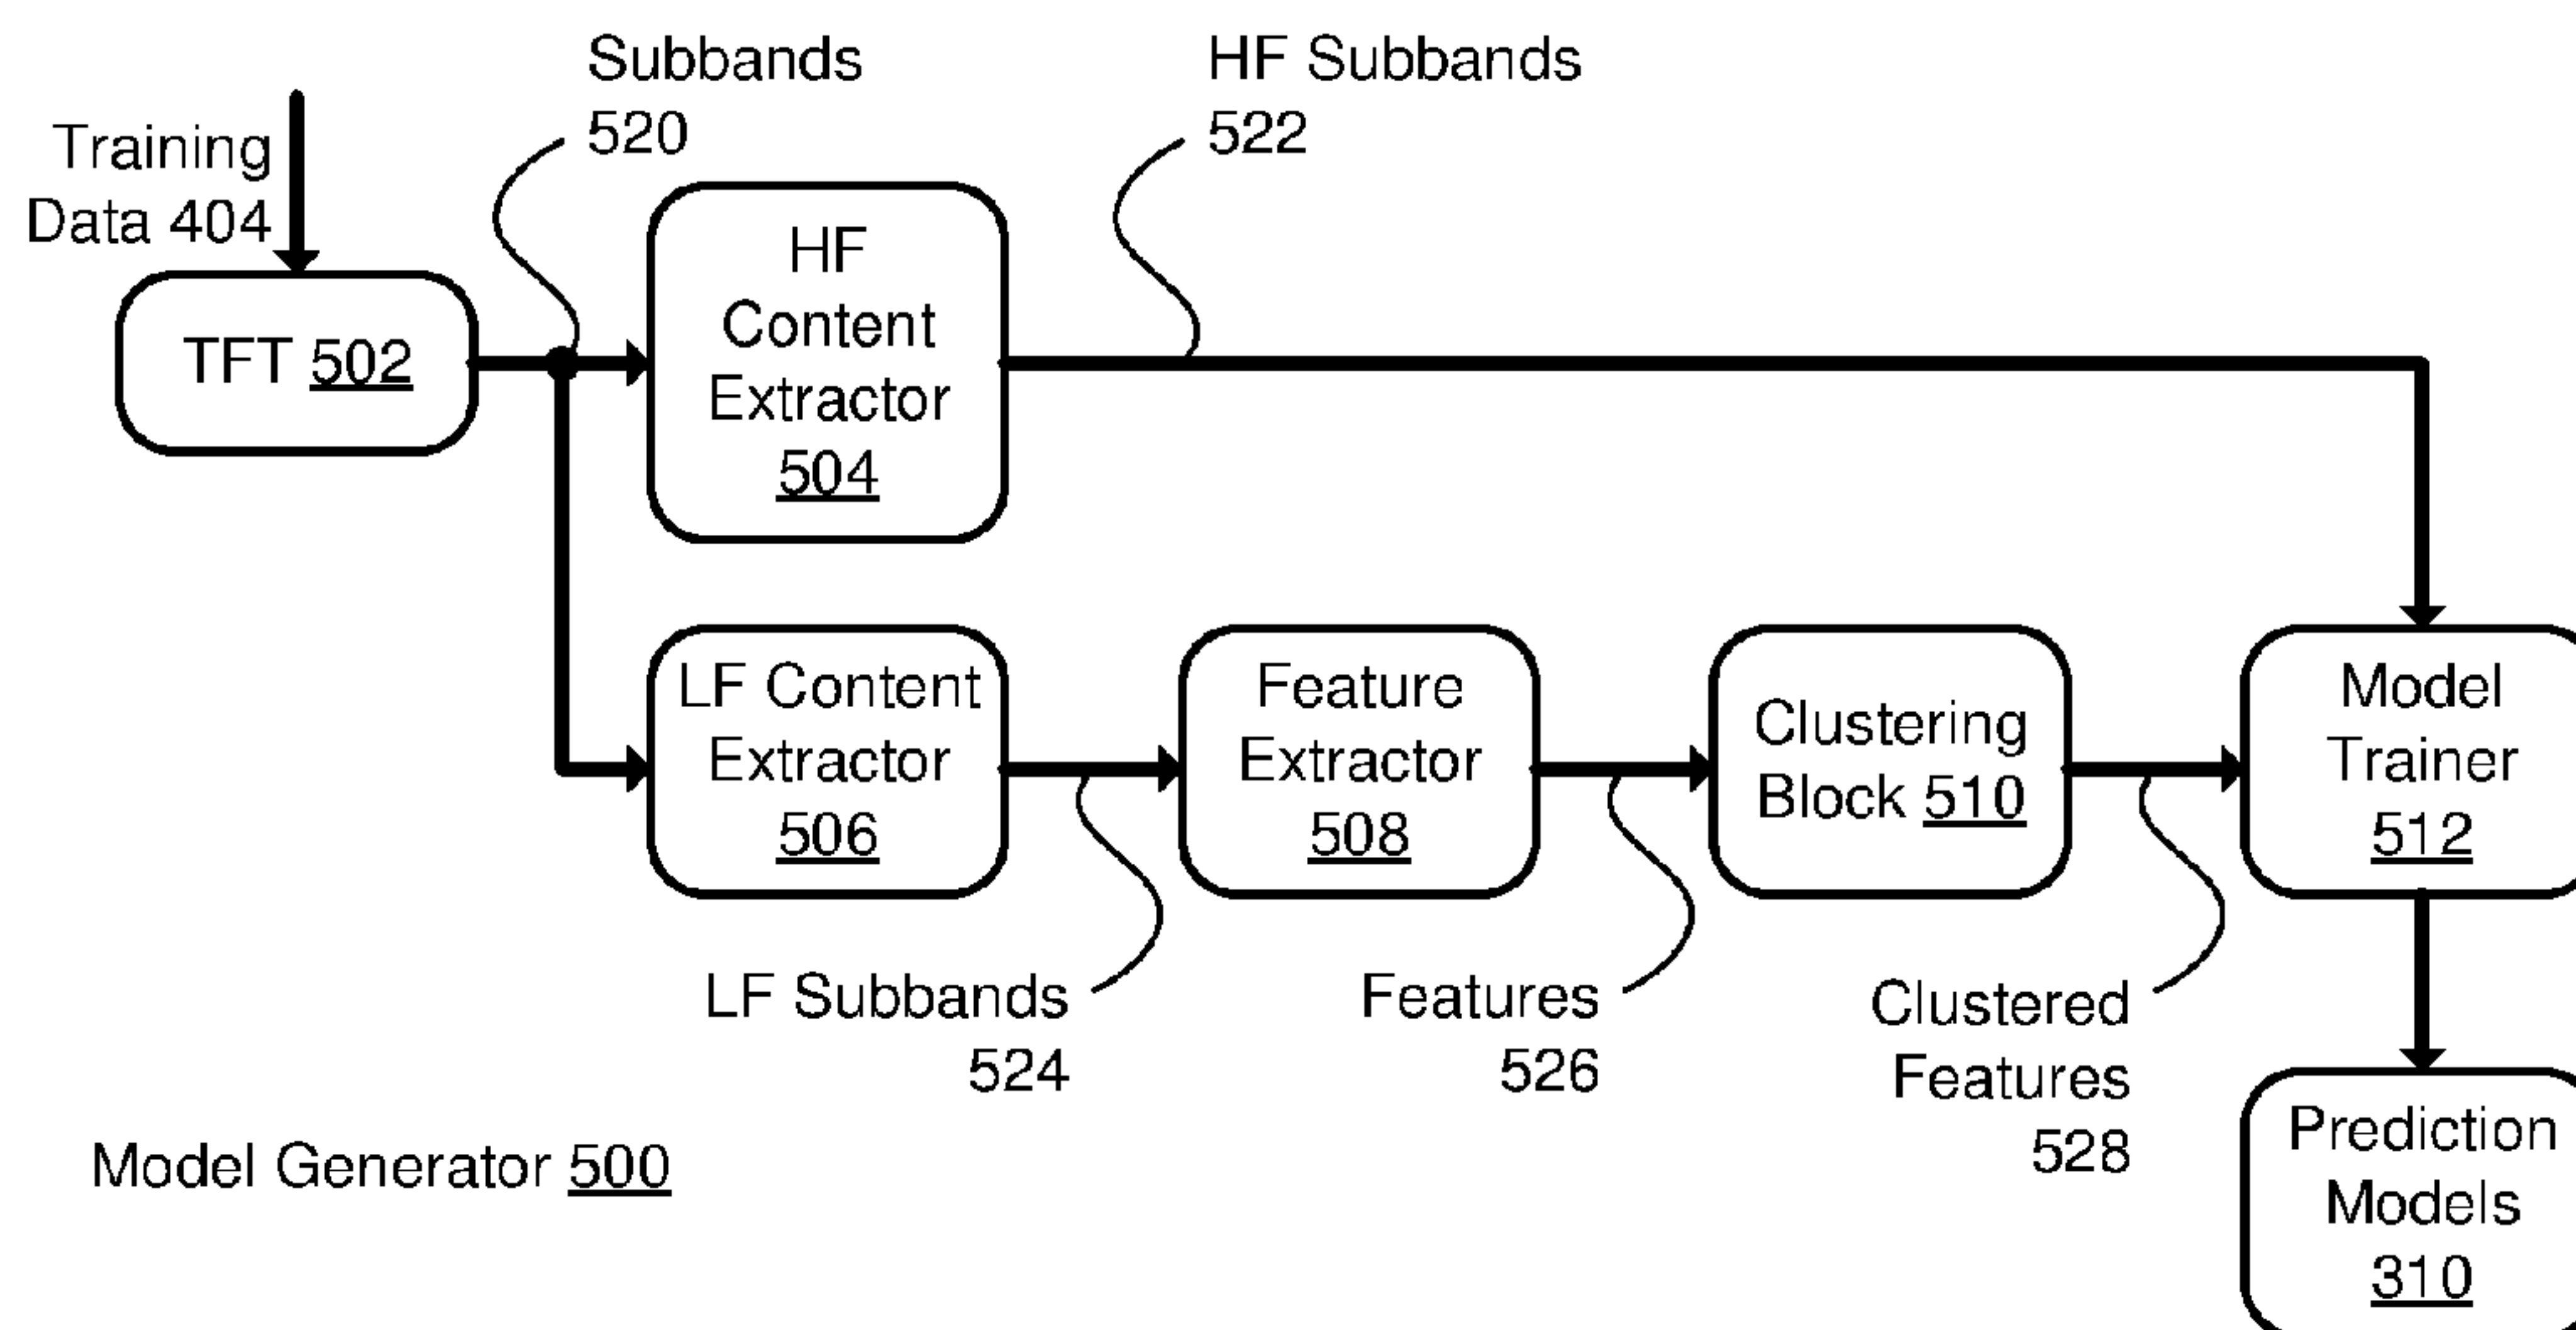 Subbands
520
HF Subbands
522
Training
Data 404
TFT 502
HF
Content
Extractor
504
LF Content
Extractor
506
Feature
Extractor
508
Clustering
Block 510
Model
Trainer
512
LF Subbands
524
Features
526
Clustered
Features
528
Prediction
Models
310
Model Generator 500